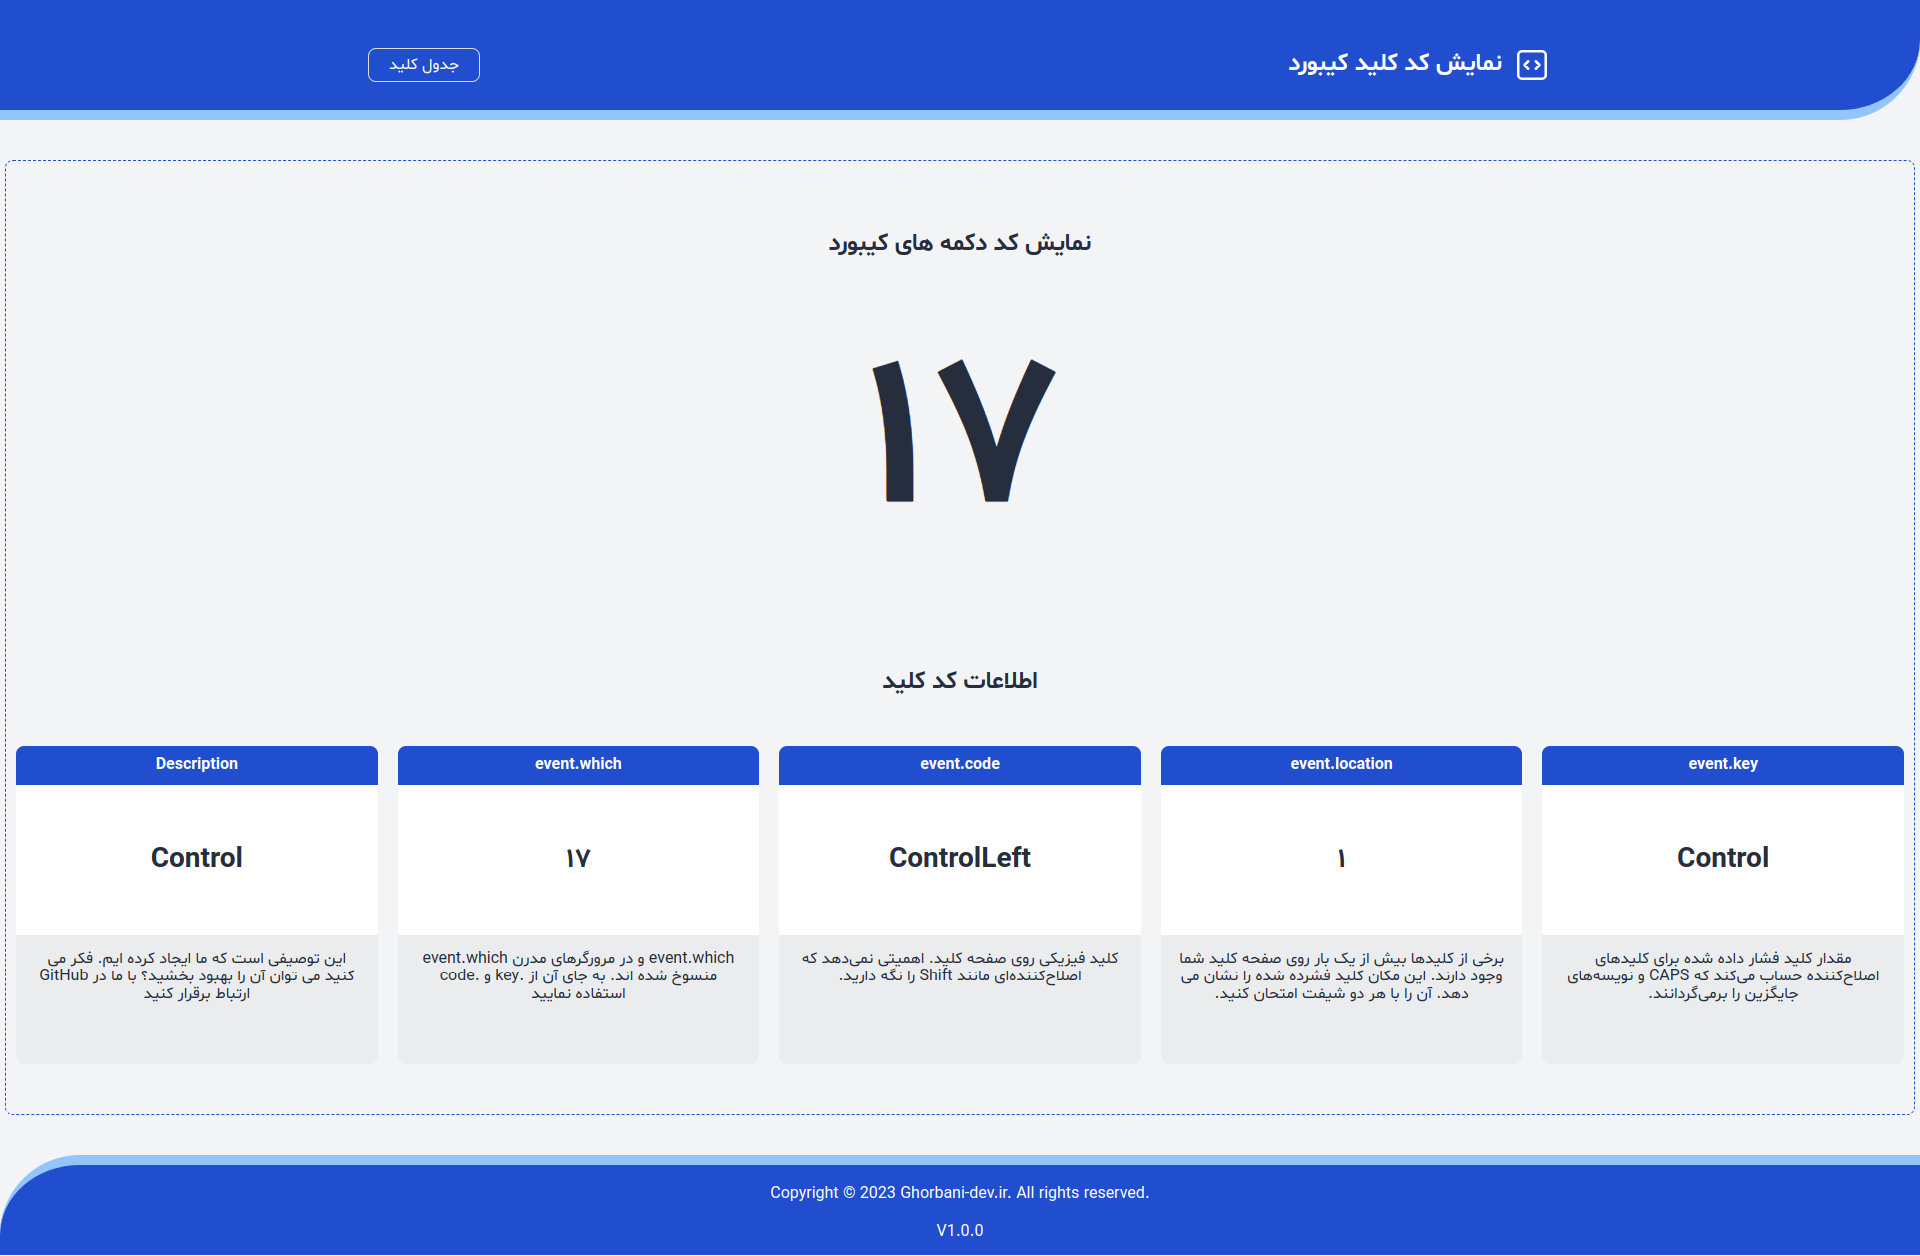 نمایش کد کلید کیبورد
جدول کلید
نمایش کد دکمه های کیبورد
۱۷
اطلاعات کد کلید
event.key
Control
مقدار کلید فشار داده شده برای کلیدهای
اصلاح‌کننده حساب می‌کند که CAPS و نویسه‌های
جایگزین را برمی‌گردانند.
event.location
۱
برخی از کلیدها بیش از یک بار روی صفحه کلید شما
وجود دارند. این مکان کلید فشرده شده را نشان می
دهد. آن را با هر دو شیفت امتحان کنید.
event.code
ControlLeft
کلید فیزیکی روی صفحه کلید. اهمیتی نمی‌دهد که
اصلاح‌کننده‌ای مانند Shift را نگه دارید.
event.which
۱۷
event.which و در مرورگرهای مدرن event.which
منسوخ شده اند. به جای آن از .key و .code
استفاده نمایید
Description
Control
این توصیفی است که ما ایجاد کرده ایم. فکر می
کنید می توان آن را بهبود بخشید؟ با ما در GitHub
ارتباط برقرار کنید
Copyright © 2023 Ghorbani-dev.ir. All rights reserved.
V1.0.0